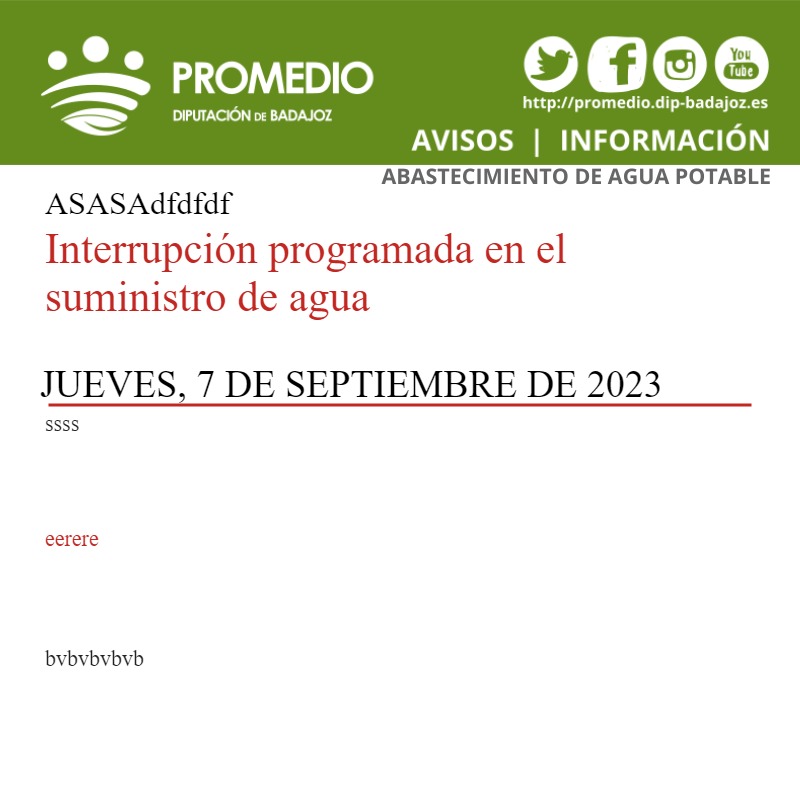 PROMEDIO
DIPUTACIÓN DE BADAJOZ
You
Tube
http://promedio.dip-badajoz.es
AVISOS | INFORMACIÓN
ABASTECIMIENTO DE AGUA POTABLE
ASASAdfdfdf
Interrupción programada en el
suministro de agua
JUEVES, 7 DE SEPTIEMBRE DE 2023
ssss
eerere
bvbvbvbvb